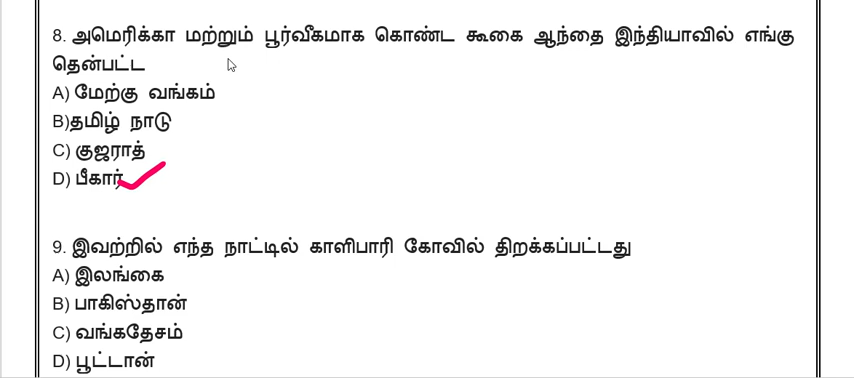 8. அமெரிக்கா மற்றும் பூர்வீகமாக கொண்ட கூகை ஆந்தை இந்தியாவில் எங்கு
தென்பட்ட
A) மேற்கு வங்கம்
B)தமிழ் நாடு
C) குஜராத்
D) பீகார்
9. இவற்றில் எந்த நாட்டில் காளிபாரி கோவில் திறக்கப்பட்டது
A) இலங்கை
B) பாகிஸ்தான்
C) வங்கதேசம்
D) பூட்டான்